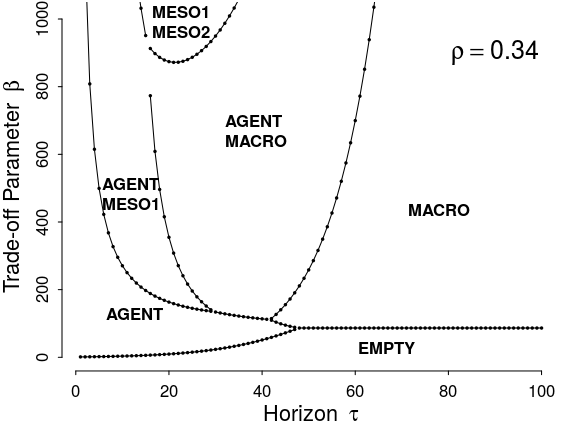 1000
MESO1
MESO2
ρ = 0.34
800
AGENT
MACRO
600
AGENT
MESO1
MACRO
400
200
AGENT
EMPTY
0
Trade-off Parameter β
0 20 40 60 80 100
Horizon τ